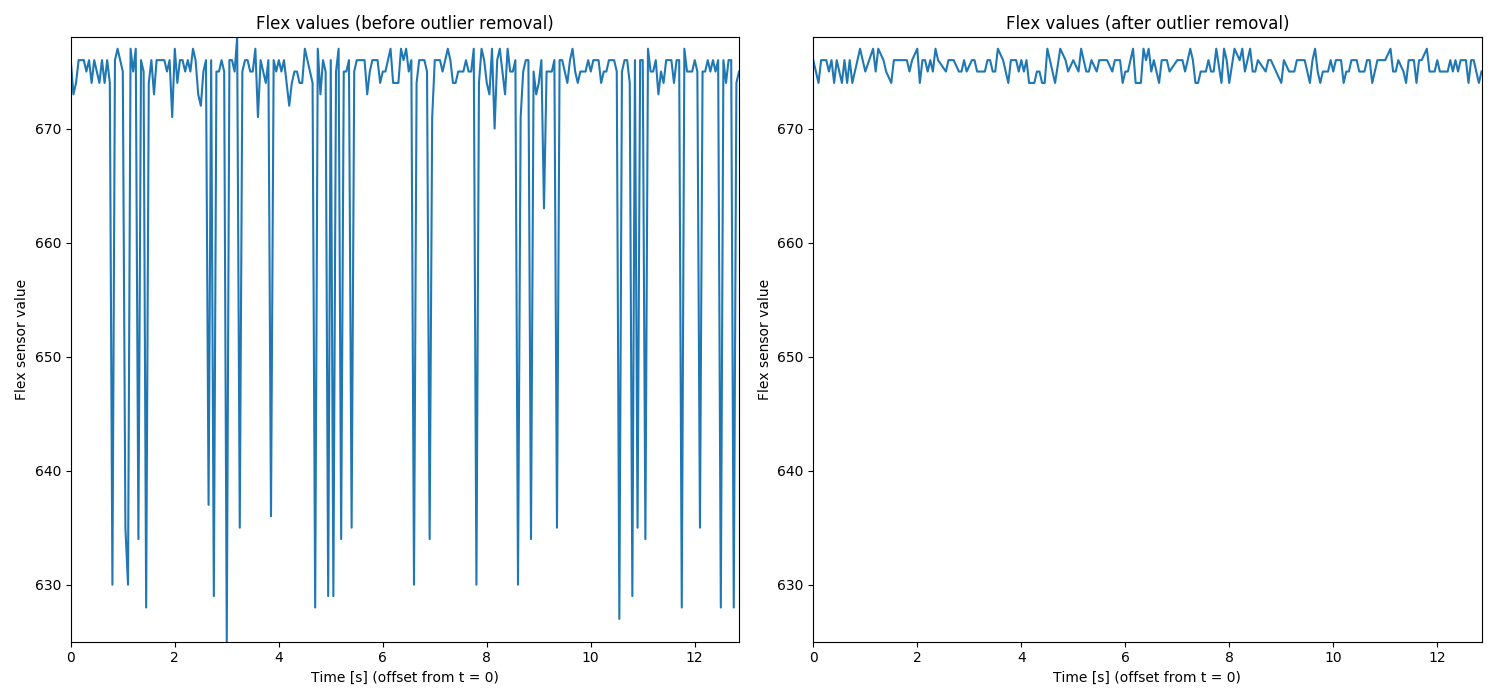 Flex values (before outlier removal)
670
660
650
640
630
Flex sensor value
0 2 4 6 8 10 12
Time [s] (offset from t = 0)
Flex values (after outlier removal)
670
660
650
640
630
Flex sensor value
0 2 4 6 8 10 12
Time [s] (offset from t = 0)